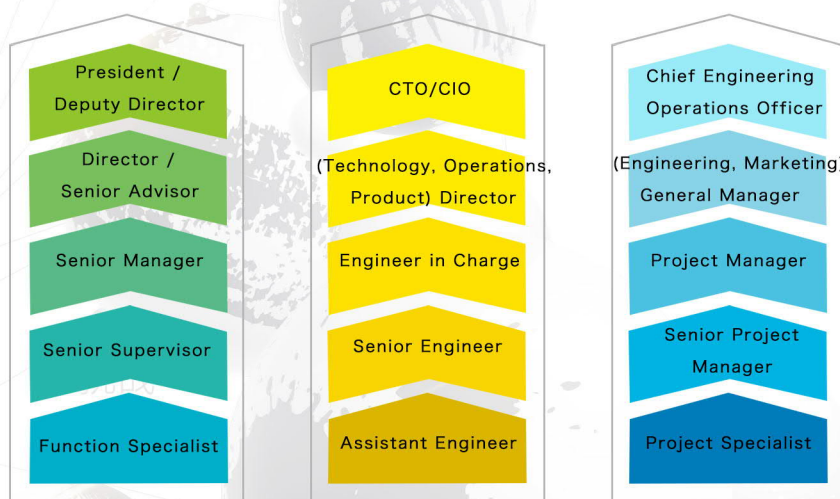 President /
Deputy Director
Director /
Senior Advisor
Senior Manager
Senior Supervisor
Function Specialist
CTO/CIO
(Technology, Operations,
Product) Director
Engineer in Charge
Senior Engineer
Assistant Engineer
Chief Engineering
Operations Officer
(Engineering, Marketing)
General Manager
Project Manager
Senior Project
Manager
Project Specialist